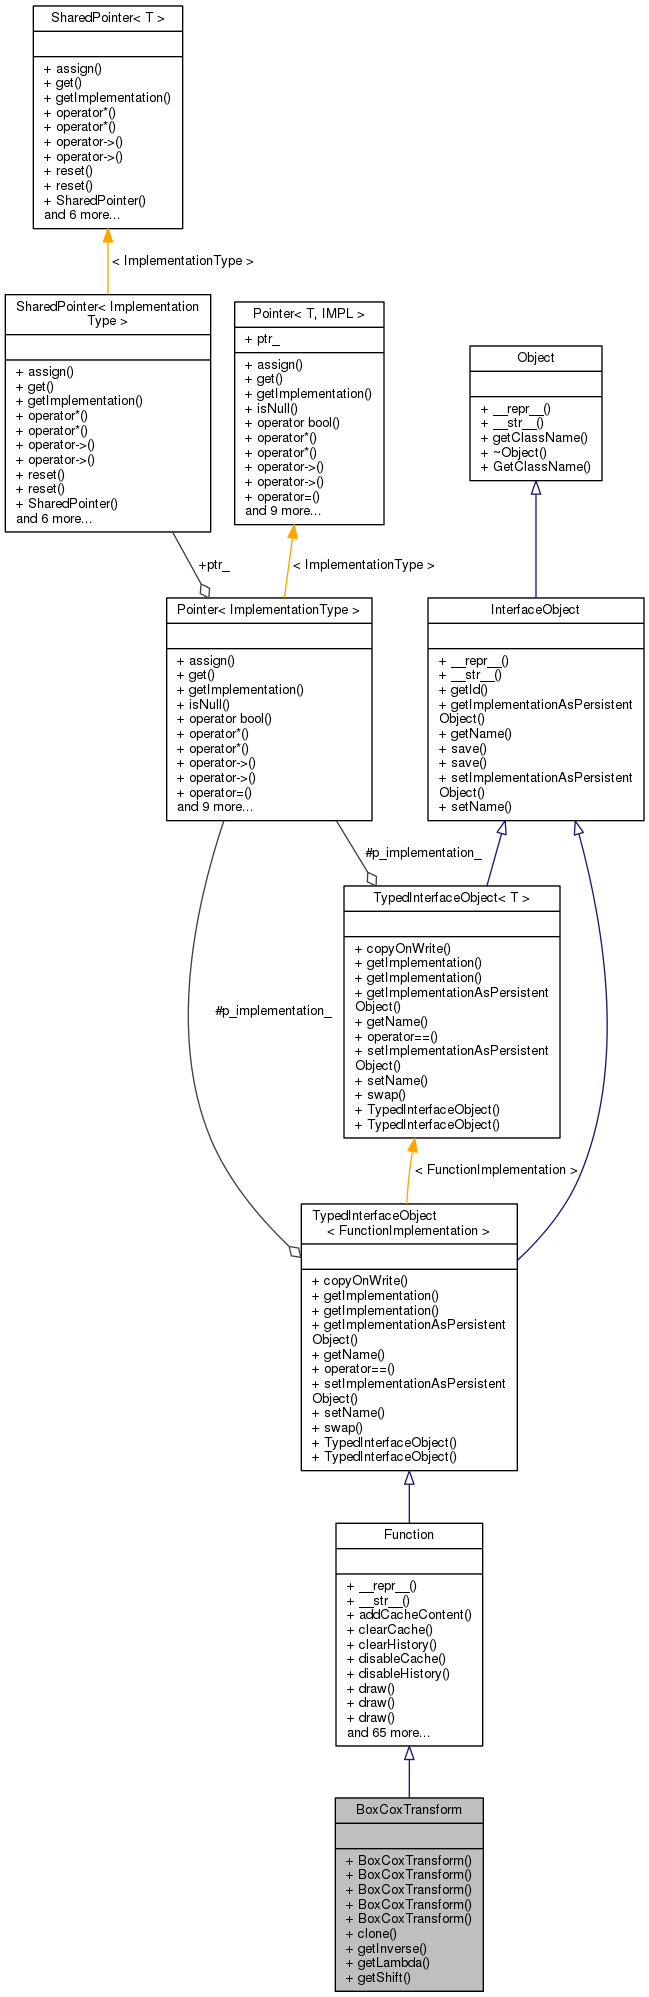 SharedPointer< T >
+ assign()
+ get()
+ getImplementation()
+ operator*()
+ operator*()
+ operator->()
+ operator->()
+ reset()
+ reset()
+ SharedPointer()
and 6 more...
< ImplementationType >
SharedPointer< Implementation
Type >
+ assign()
+ get()
+ getImplementation()
+ operator*()
+ operator*()
+ operator->()
+ operator->()
+ reset()
+ reset()
+ SharedPointer()
and 6 more...
Pointer< T, IMPL >
+ ptr_
+ assign()
+ get()
+ getImplementation()
+ isNull()
+ operator bool()
+ operator*()
+ operator*()
+ operator->()
+ operator->()
+ operator=()
and 9 more...
Object
+ __repr__()
+ __str__()
+ getClassName()
+ ~Object()
+ GetClassName()
+ptr_
< ImplementationType >
Pointer< ImplementationType >
+ assign()
+ get()
+ getImplementation()
+ isNull()
+ operator bool()
+ operator*()
+ operator*()
+ operator->()
+ operator->()
+ operator=()
and 9 more...
InterfaceObject
+ __repr__()
+ __str__()
+ getId()
+ getImplementationAsPersistent
Object()
+ getName()
+ save()
+ save()
+ setImplementationAsPersistent
Object()
+ setName()
#p_implementation_
TypedInterfaceObject< T >
+ copyOnWrite()
+ getImplementation()
+ getImplementation()
+ getImplementationAsPersistent
Object()
+ getName()
+ operator==()
+ setImplementationAsPersistent
Object()
+ setName()
+ swap()
+ TypedInterfaceObject()
+ TypedInterfaceObject()
#p_implementation_
< FunctionImplementation >
TypedInterfaceObject
< FunctionImplementation >
+ copyOnWrite()
+ getImplementation()
+ getImplementation()
+ getImplementationAsPersistent
Object()
+ getName()
+ operator==()
+ setImplementationAsPersistent
Object()
+ setName()
+ swap()
+ TypedInterfaceObject()
+ TypedInterfaceObject()
Function
+ __repr__()
+ __str__()
+ addCacheContent()
+ clearCache()
+ clearHistory()
+ disableCache()
+ disableHistory()
+ draw()
+ draw()
+ draw()
and 65 more...
BoxCoxTransform
+ BoxCoxTransform()
+ BoxCoxTransform()
+ BoxCoxTransform()
+ BoxCoxTransform()
+ BoxCoxTransform()
+ clone()
+ getInverse()
+ getLambda()
+ getShift()